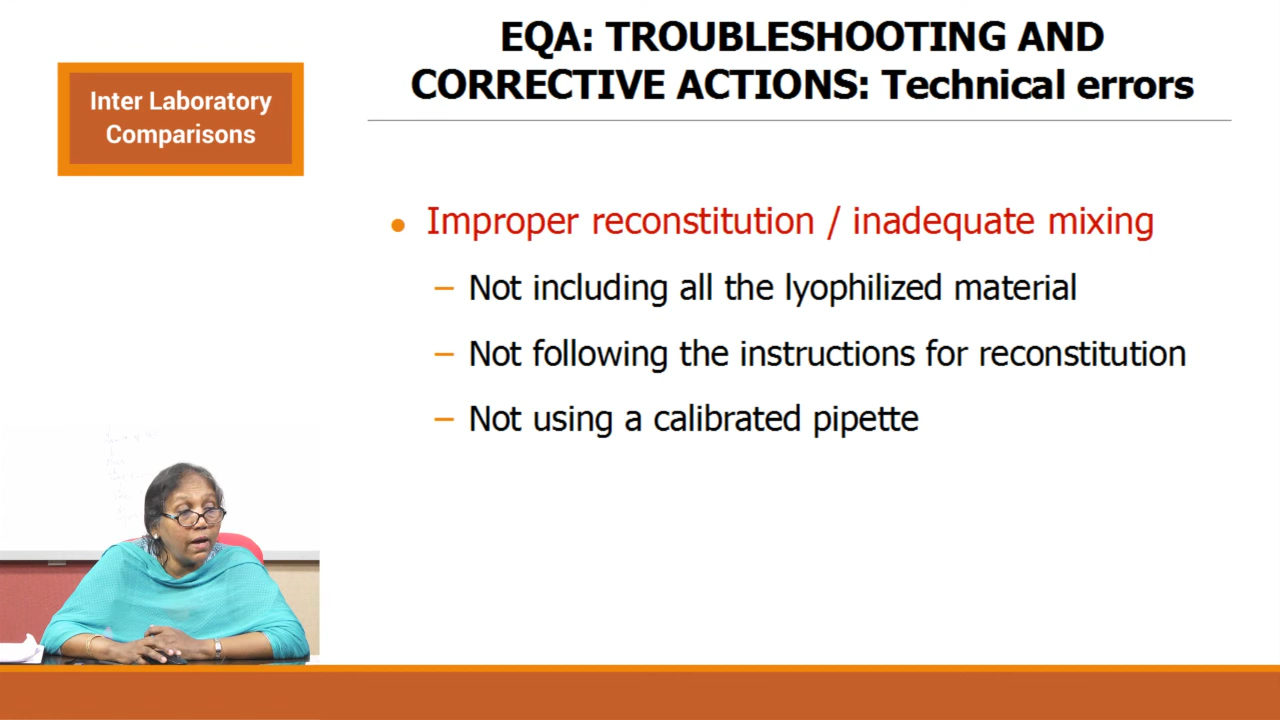 EQA: TROUBLESHOOTING AND
CORRECTIVE ACTIONS: Technical errors
Inter Laboratory
Comparisons
• Improper reconstitution / inadequate mixing
– Not including all the lyophilized material
– Not following the instructions for reconstitution
– Not using a calibrated pipette